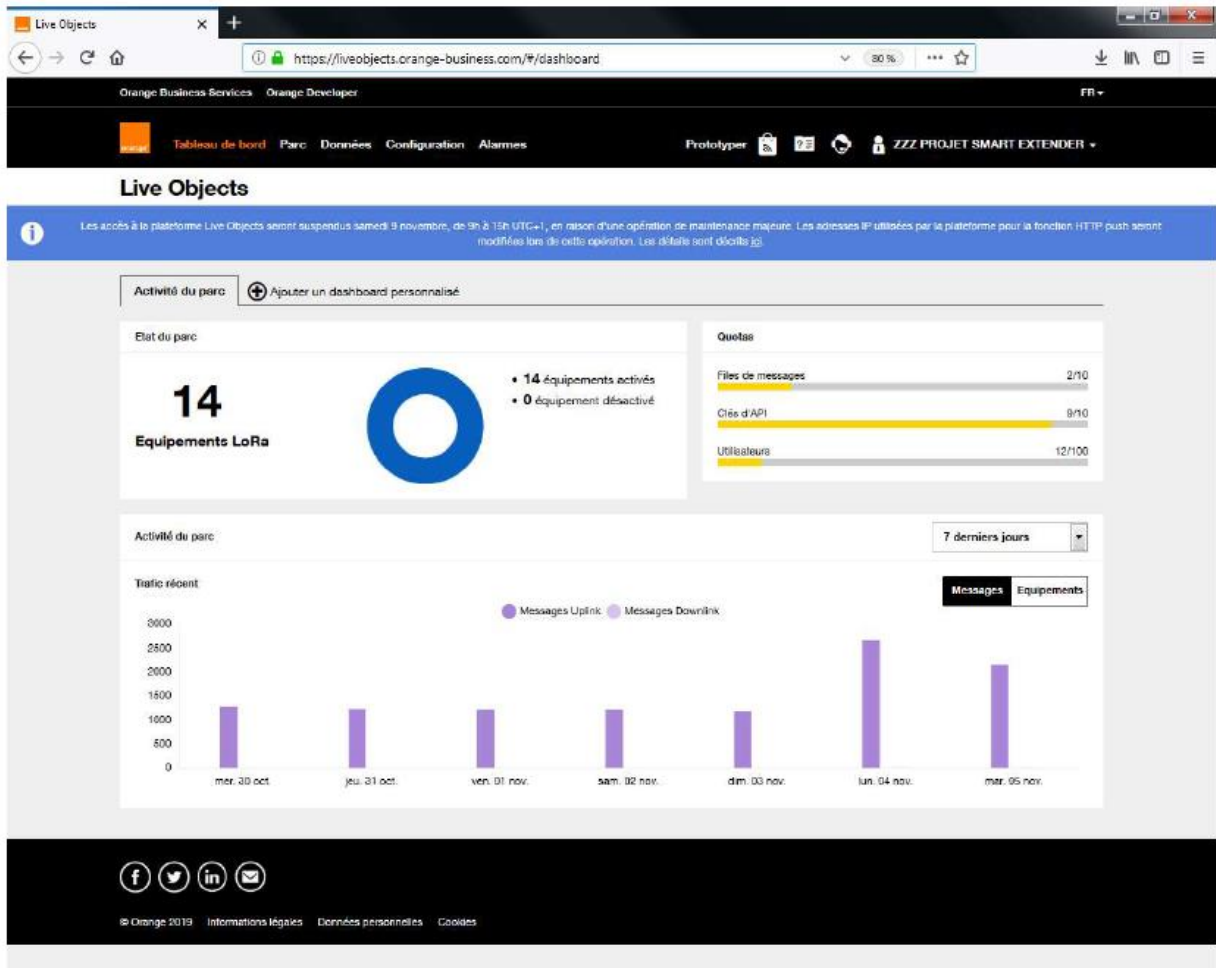 Live Objects
https://liveobjects.orange-business.com/#/dashboard
80 %
Orange Business Services Orange Developer FR
orange Tableau de bord Parc Données Configuration Alarmes Prototyper ZZZ PROJET SMART EXTENDER
Live Objects
Les accès à la plateforme Live Objects seront suspendus samedi 9 novembre, de 9h à 15h UTC+1, en raison d'une opération de maintenance majeure. Les adresses IP utilisées par la plateforme pour la fonction HTTP push seront
modifiées lors de cette opération. Les détails sont décrits ici.
Activité du parc Ajouter un dashboard personnalisé
Etat du parc
14
Equipements LoRa
14 équipements activés
0 équipement désactivé
Quotas
Files de messages 2/10
Clés d'API 9/10
Utilisateurs 12/100
Activité du parc 7 derniers jours
Trafic récent Messages Equipements
Messages Uplink Messages Downlink
3000
2500
2000
1500
1000
500
0
mer. 30 oct. jeu. 31 oct. ven. 01 nov. sam. 02 nov. dim. 03 nov. lun. 04 nov. mar. 05 nov.
© Orange 2019 Informations légales Données personnelles Cookies